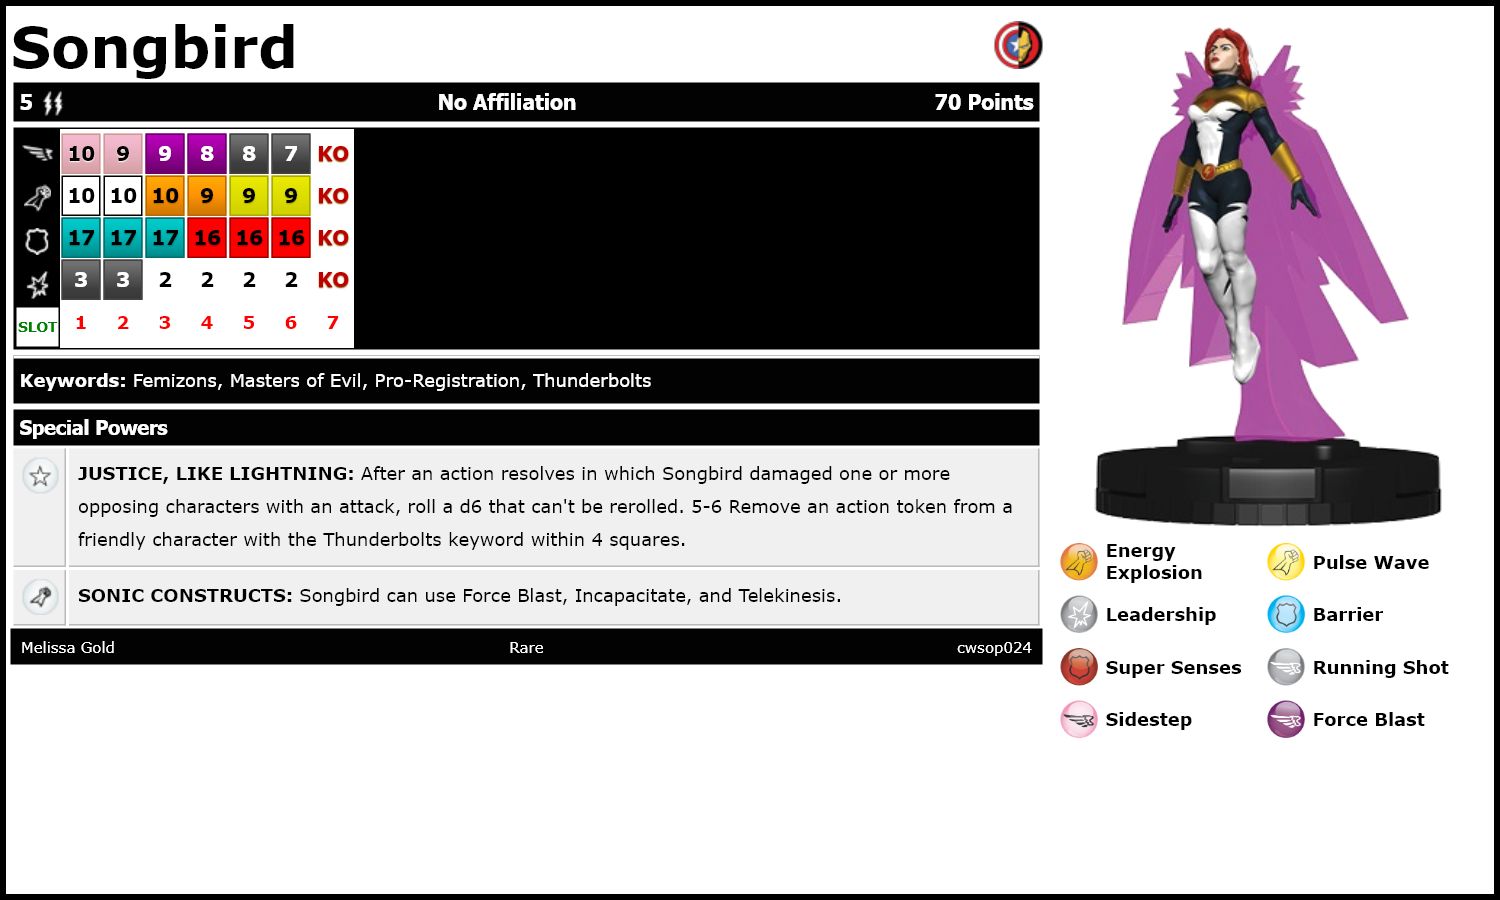 Songbird
5 No Affiliation 70 Points
10 9 9 8 8 7 KO
10 10 10 9 9 9 KO
17 17 17 16 16 16 KO
3 3 2 2 2 2 KO
SLOT 1 2 3 4 5 6 7
Keywords: Femizons, Masters of Evil, Pro-Registration, Thunderbolts
Special Powers
JUSTICE, LIKE LIGHTNING: After an action resolves in which Songbird damaged one or more
opposing characters with an attack, roll a d6 that can't be rerolled. 5-6 Remove an action token from a
friendly character with the Thunderbolts keyword within 4 squares.
SONIC CONSTRUCTS: Songbird can use Force Blast, Incapacitate, and Telekinesis.
Melissa Gold Rare cwsop024
Energy
Explosion
Pulse Wave
Leadership Barrier
Super Senses Running Shot
Sidestep Force Blast